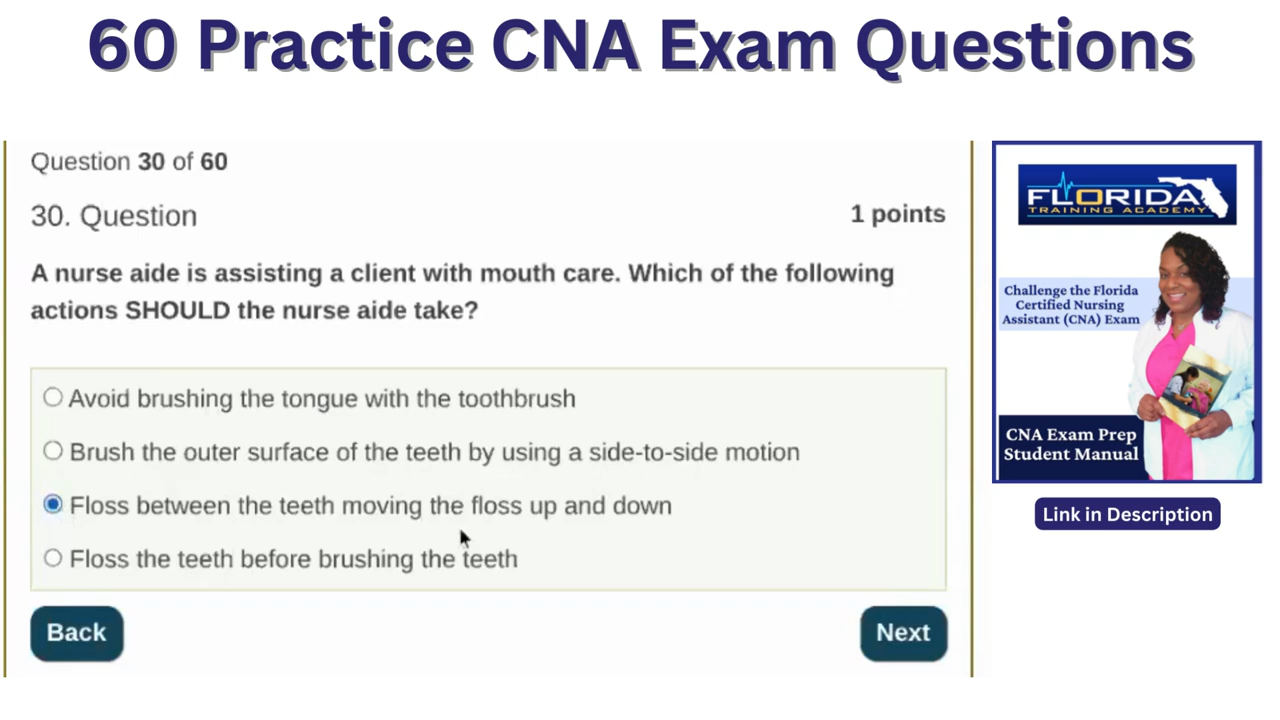 60 Practice CNA Exam Questions
Question 30 of 60
30. Question
1 points
A nurse aide is assisting a client with mouth care. Which of the following
actions SHOULD the nurse aide take?
Avoid brushing the tongue with the toothbrush
Brush the outer surface of the teeth by using a side-to-side motion
Floss between the teeth moving the floss up and down
Floss the teeth before brushing the teeth
Back
Next
FLORIDA
TRAINING ACADEMY
Challenge the Florida
Certified Nursing
Assistant (CNA) Exam
CNA Exam Prep
Student Manual
Link in Description